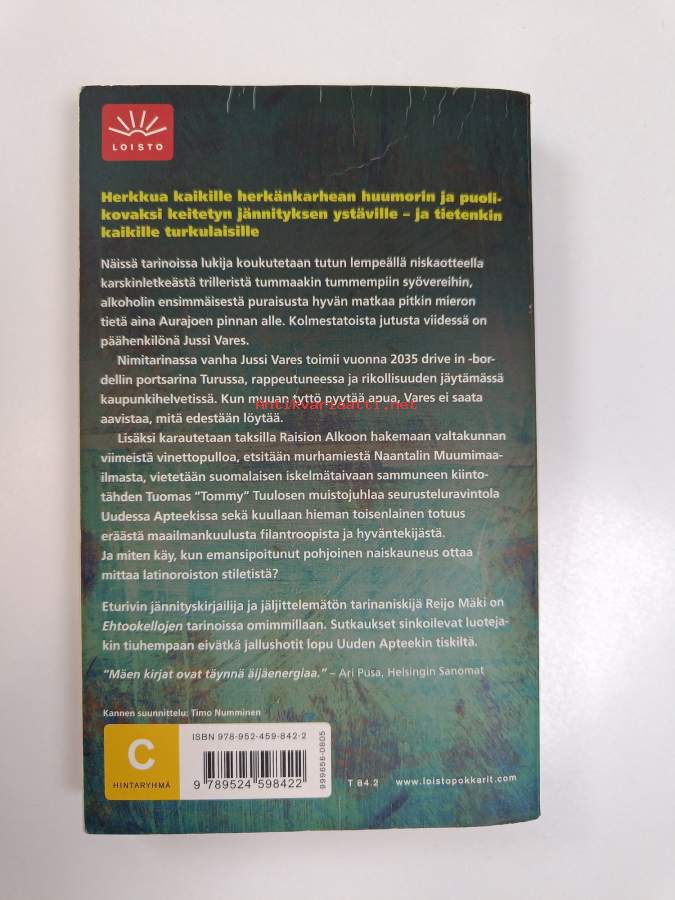 LOISTO
Herkkua kaikille herkänkarhean huumorin ja puoli-
kovaksi keitetyn jännityksen ystäville – ja tietenkin
kaikille turkulaisille
Näissä tarinoissa lukija koukutetaan tutun lempeällä niskaotteella
karskinletkeästä trilleristä tummaakin tummempiin syövereihin,
alkoholin ensimmäisestä puraisusta hyvän matkaa pitkin mieron
tietä aina Aurajoen pinnan alle. Kolmestatoista jutusta viidessä on
päähenkilönä Jussi Vares.
Nimitarinassa vanha Jussi Vares toimii vuonna 2035 drive in -bor-
dellin portsarina Turussa, rappeutuneessa ja rikollisuuden jäytämässä
kaupunkihelvetissä. Kun muuan tyttö pyytää apua, Vares ei saata
Antikvariaatti.net
aavistaa, mitä edestään löytää.
Lisäksi karautetaan taksilla Raision Alkoon hakemaan valtakunnan
viimeistä vinettopulloa, etsitään murhamiestä Naantalin Muumimaa-
ilmasta, vietetään suomalaisen iskelmätaivaan sammuneen kiinto-
tähden Tuomas “Tommy” Tuulosen muistojuhlaa seurusteluravintola
Uudessa Apteekissa sekä kuullaan hieman toisenlainen totuus
eräästä maailmankuulusta filantroopista ja hyväntekijästä.
Ja miten käy, kun emansipoitunut pohjoinen naiskauneus ottaa
mittaa latinoroiston stiletistä?
Eturivin jännityskirjailija ja jäljittelemätön tarinaniskijä Reijo Mäki on
Ehtookellojen tarinoissa omimmillaan. Sutkaukset sinkoilevat luoteja-
kin tiuhempaan eivätkä jallushotit lopu Uuden Apteekin tiskiltä.
“Mäen kirjat ovat täynnä äijäenergiaa.” – Ari Pusa, Helsingin Sanomat
Kannen suunnittelu: Timo Numminen
C
HINTARYHMÄ
ISBN 978-952-459-842-2
9 789524 598422
999658-0805
T 84.2
www.loistopokkarit.com